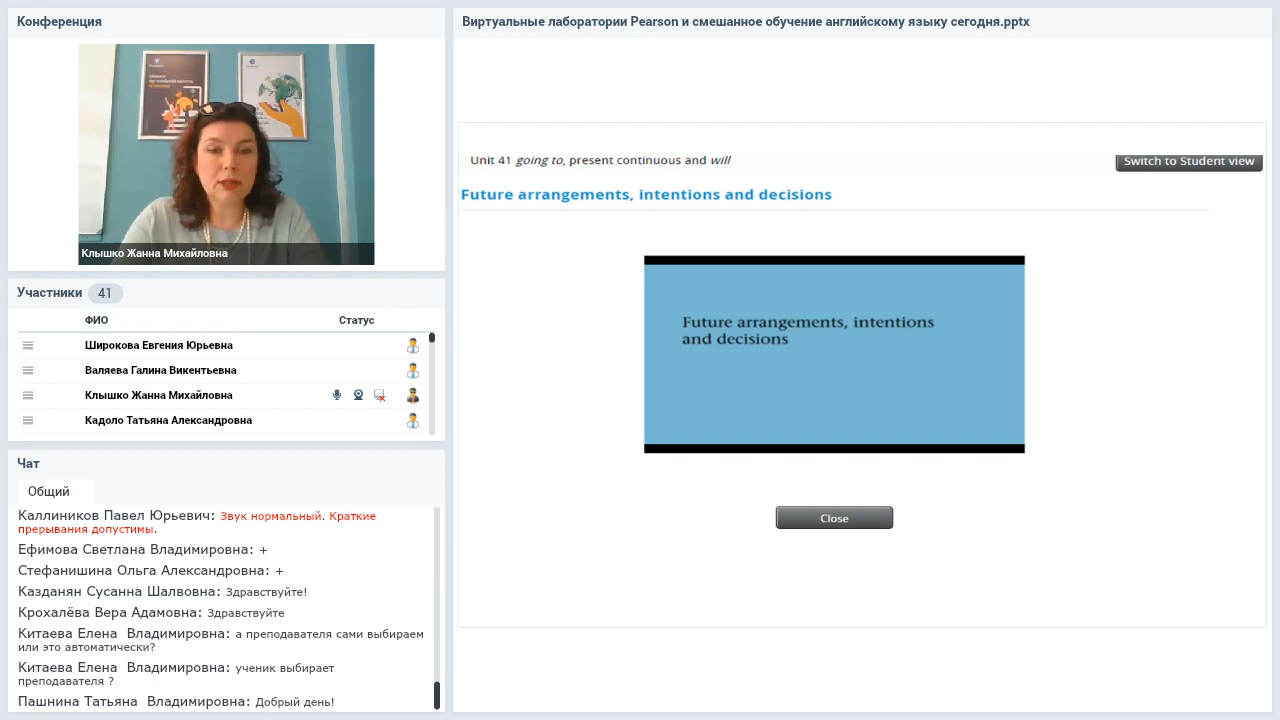 Конференция
Клышко Жанна Михайловна
Участники 41
ФИО Статус
Широкова Евгения Юрьевна
Валяева Галина Викентьевна
Клышко Жанна Михайловна
Кадоло Татьяна Александровна
Чат
Общий
Каллиников Павел Юрьевич: Звук нормальный. Краткие
прерывания допустимы.
Ефимова Светлана Владимировна: +
Стефанишина Ольга Александровна: +
Казданян Сусанна Шалвовна: Здравствуйте!
Крохалёва Вера Адамовна: Здравствуйте
Китаева Елена Владимировна: а преподавателя сами выбираем
или это автоматически?
Китаева Елена Владимировна: ученик выбирает
преподавателя ?
Пашнина Татьяна Владимировна: Добрый день!
Виртуальные лаборатории Pearson и смешанное обучение английскому языку сегодня.pptx
Unit 41 going to, present continuous and will
Switch to Student view
Future arrangements, intentions and decisions
Future arrangements, intentions
and decisions
Close